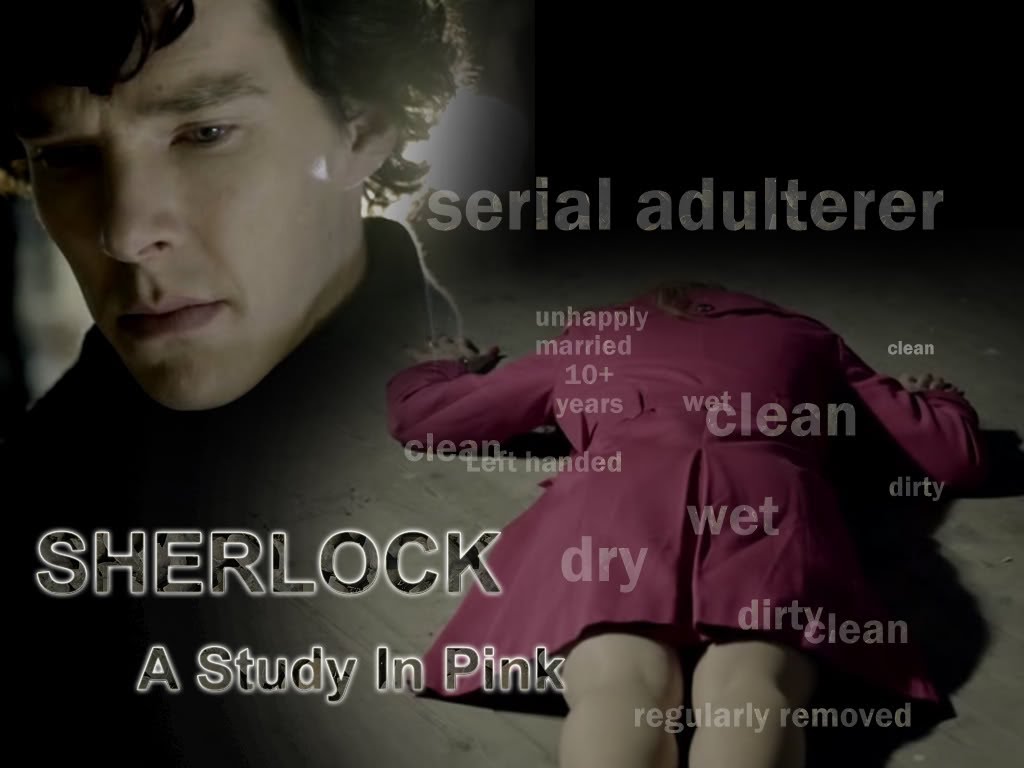 serial adulterer
unhappily
married
10+
years
clean
wet
clean
clean
Left handed
dirty
wet
dry
SHERLOCK
dirty
clean
A Study In Pink
regularly removed